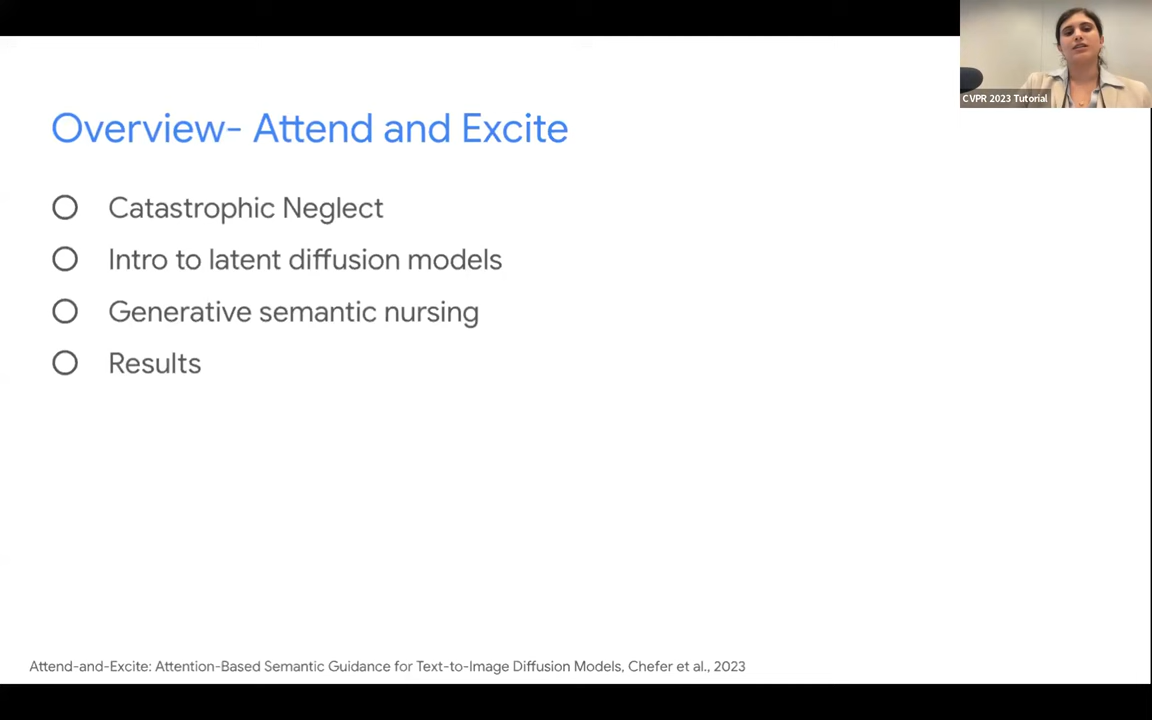 CVPR 2023 Tutorial
Overview- Attend and Excite
Catastrophic Neglect
Intro to latent diffusion models
Generative semantic nursing
Results
Attend-and-Excite: Attention-Based Semantic Guidance for Text-to-Image Diffusion Models, Chefer et al., 2023